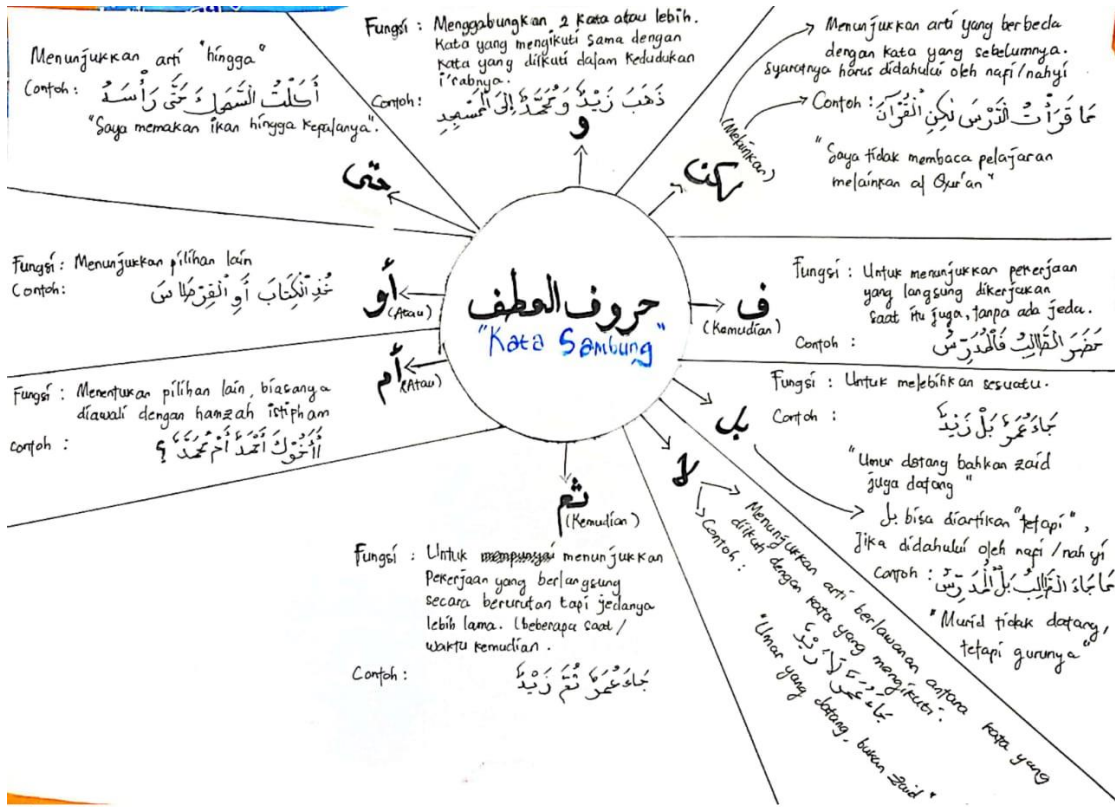 حروف العطف
"Kata Sambung"
Fungsi : Menggabungkan 2 kata atau lebih.
Kata yang mengikuti sama dengan
kata yang diikuti dalam kedudukan
i'rabnya.
Contoh :
ذَهَبَ زَيْدٌ وَ مُحَمَّدٌ إِلَى الْمَسْجِدِ
و
Menunjukkan arti yang berbeda
dengan kata yang sebelumnya.
Syaratnya harus didahului oleh napi/nahyi
Contoh : مَا قَرَأْتُ الدَّرْسَ لٰكِنِ الْقُرْآنَ
"Saya tidak membaca pelajaran
melainkan al Qur'an"
(Melainkan)
لكن
ف
(Kemudian)
Fungsi : Untuk menunjukkan pekerjaan
yang langsung dikerjakan
saat itu juga, tanpa ada jeda.
Contoh :
حَضَرَ الطَّالِبُ فَالْمُدَرِّسُ
بل
Fungsi : Untuk melebihkan sesuatu.
Contoh :
جَاءَ عُمَرٌ بَلْ زَيْدٌ
"Umur datang bahkan zaid
juga datang"
بل bisa diartikan "tetapi",
Jika didahului oleh napi/nahyi
Contoh : مَا جَاءَ الطَّالِبُ بَلْ الْمُدَرِّسُ
"Murid tidak datang,
tetapi gurunya"
لا
Menunjukkan arti berlawanan antara kata yang
diikuti dengan kata yang mengikuti.
Contoh :
جَاءَ عُمَرٌ لَا زَيْدٌ
"Umar yang datang, bukan zaid"
ثم
(Kemudian)
Fungsi : Untuk menunjukkan
Pekerjaan yang berlangsung
secara berurutan tapi jedanya
lebih lama. (beberapa saat/
waktu kemudian.
Contoh :
جَاءَ عُمَرٌ ثُمَّ زَيْدٌ
أم
(Atau)
Fungsi : Menentukan pilihan lain, biasanya
diawali dengan hamzah istipham
Contoh :
أَأَخُوْكَ أَحْمَدٌ أَمْ مُحَمَّدٌ ؟
أو
(Atau)
Fungsi : Menunjukkan pilihan lain
Contoh :
خُذِ الْكِتَابَ أَوِ الْقِرْطَاسَ
حتى
Menunjukkan arti "hingga"
Contoh : أَكَلْتُ السَّمَكَ حَتَّى رَأْسَهُ
"Saya memakan ikan hingga kepalanya".